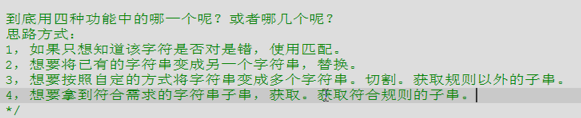 到底用四种功能中的哪一个呢？或者哪几个呢？
思路方式：
1，如果只想知道该字符是否对是错，使用匹配。
2，想要将已有的字符串变成另一个字符串，替换。
3，想要按照自定的方式将字符串变成多个字符串。切割。获取规则以外的子串。
4，想要拿到符合需求的字符串子串，获取。获取符合规则的子串。
*/